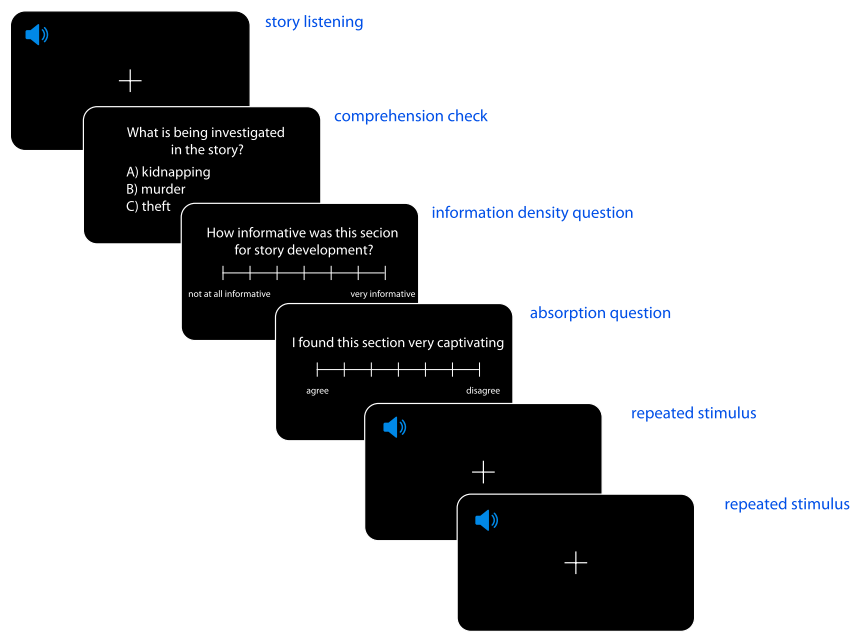 story listening
comprehension check
What is being investigated
in the story?
A) kidnapping
B) murder
C) theft
information density question
How informative was this secion
for story development?
not at all informative
very informative
absorption question
I found this section very captivating
agree
disagree
repeated stimulus
repeated stimulus